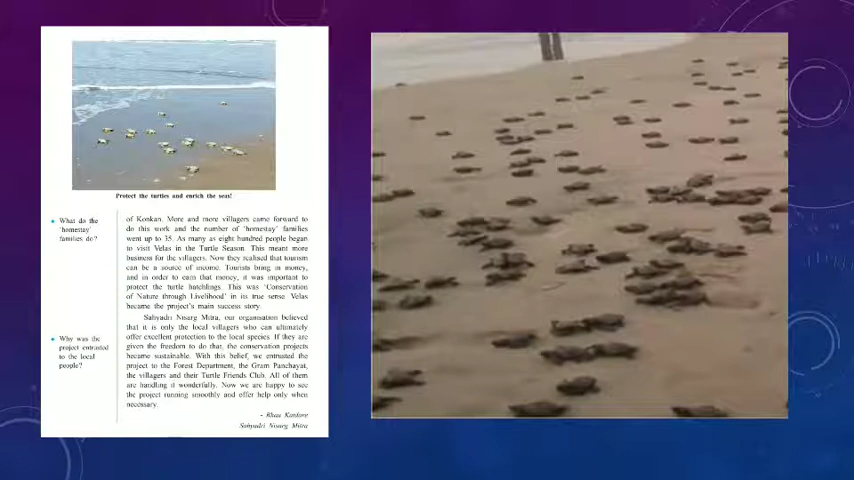 Protect the turtles and enrich the seas!
What do the
'homestay'
families do?
of Konkan. More and more villagers came forward to
do this work and the number of 'homestay' families
went up to 35. As many as eight hundred people began
to visit Velas in the Turtle Season. This meant more
business for the villagers. Now they realised that tourism
can be a source of income. Tourists bring in money,
and in order to earn that money, it was important to
protect the turtle hatchlings. This was 'Conservation
of Nature through Livelihood' in its true sense. Velas
became the project's main success story.
Why was the
project entrusted
to the local
people?
Sahyadri Nisarg Mitra, our organisation believed
that it is only the local villagers who can ultimately
offer excellent protection to the local species. If they are
given the freedom to do that, the conservation projects
became sustainable. With this belief, we entrusted the
project to the Forest Department, the Gram Panchayat,
the villagers and their Turtle Friends Club. All of them
are handling it wonderfully. Now we are happy to see
the project running smoothly and offer help only when
necessary.
- Bhau Katdare
Sahyadri Nisarg Mitra